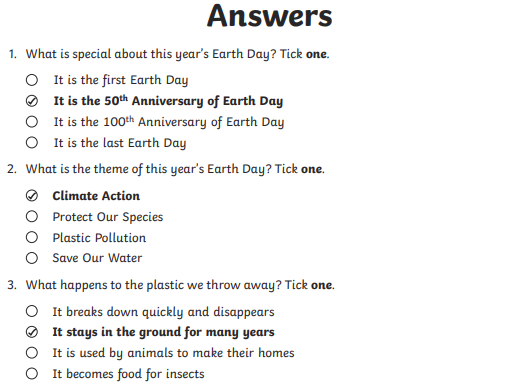 Answers
1. What is special about this year's Earth Day? Tick one.
It is the first Earth Day
It is the 50th Anniversary of Earth Day
It is the 100th Anniversary of Earth Day
It is the last Earth Day
2. What is the theme of this year's Earth Day? Tick one.
Climate Action
Protect Our Species
Plastic Pollution
Save Our Water
3. What happens to the plastic we throw away? Tick one.
It breaks down quickly and disappears
It stays in the ground for many years
It is used by animals to make their homes
It becomes food for insects